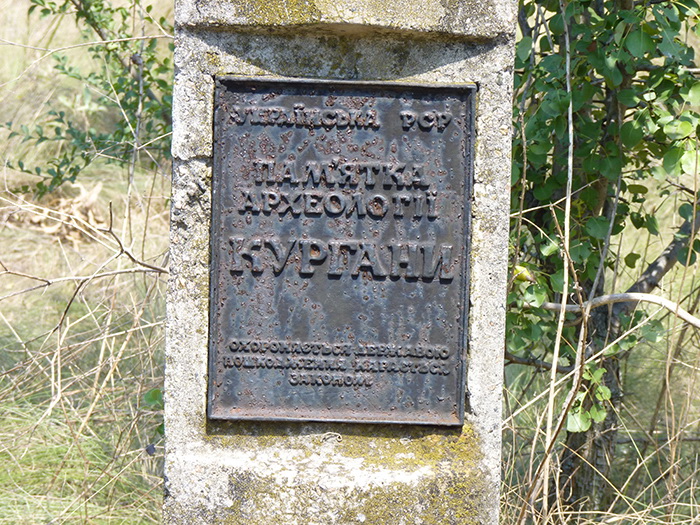 УКРАЇНСЬКА РСР
ПАМ'ЯТКА
АРХЕОЛОГІЇ
КУРГАНИ
ОХОРОНЯЄТЬСЯ ДЕРЖАВОЮ
ПОШКОДЖЕННЯ КАРАЄТЬСЯ
ЗАКОНОМ